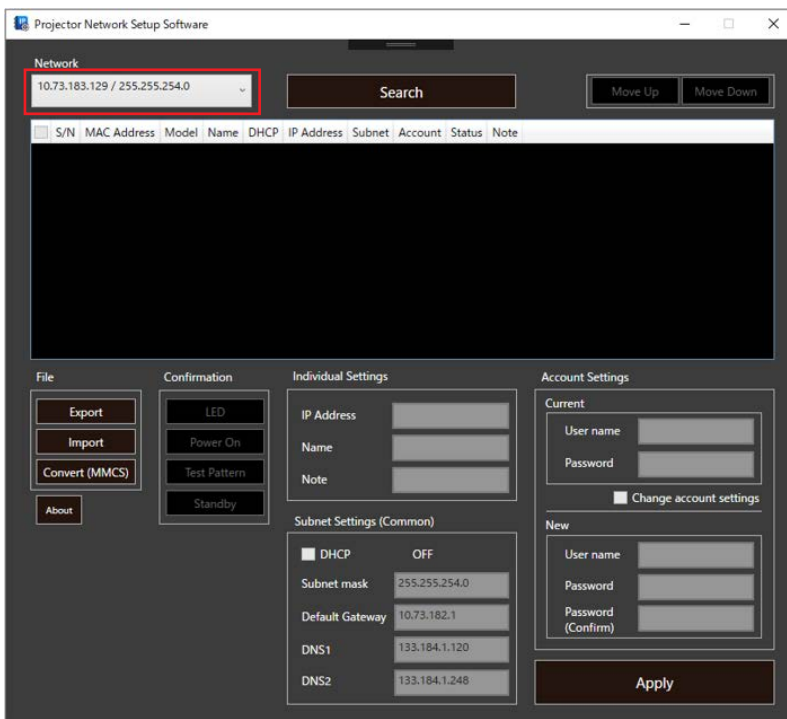 Projector Network Setup Software
Network
10.73.183.129 / 255.255.254.0
Search
Move Up
Move Down
S/N MAC Address Model Name DHCP IP Address Subnet Account Status Note
File
Export
Import
Convert (MMCS)
About
Confirmation
LED
Power On
Test Pattern
Standby
Individual Settings
IP Address
Name
Note
Subnet Settings (Common)
DHCP OFF
Subnet mask 255.255.254.0
Default Gateway 10.73.182.1
DNS1 133.184.1.120
DNS2 133.184.1.248
Account Settings
Current
User name
Password
Change account settings
New
User name
Password
Password
(Confirm)
Apply